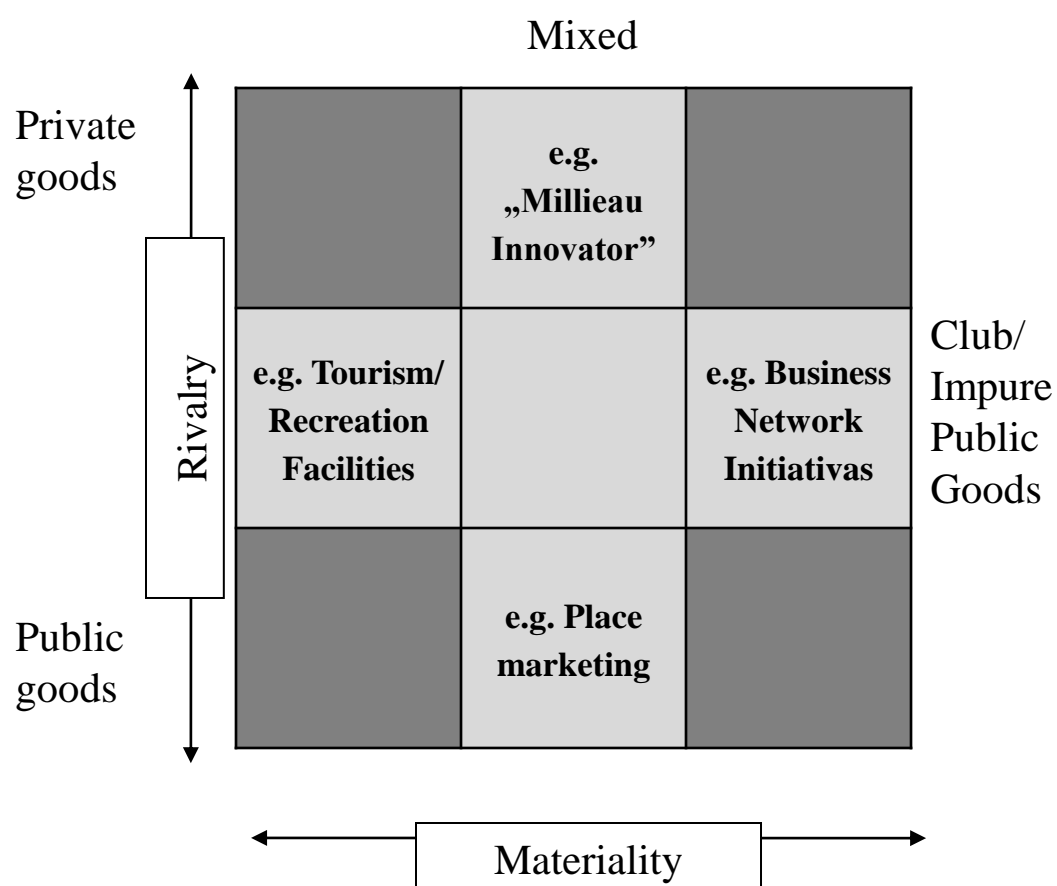 Mixed
Private
goods
e.g.
„Millieau
Innovator”
Rivalry
e.g. Tourism/
Recreation
Facilities
e.g. Business
Network
Initiativas
Club/
Impure
Public
Goods
Public
goods
e.g. Place
marketing
Materiality